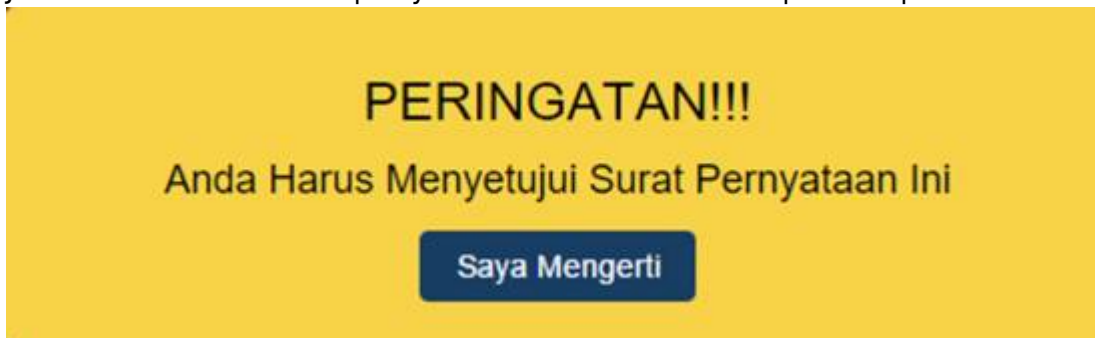 PERINGATAN!!!
Anda Harus Menyetujui Surat Pernyataan Ini
Saya Mengerti